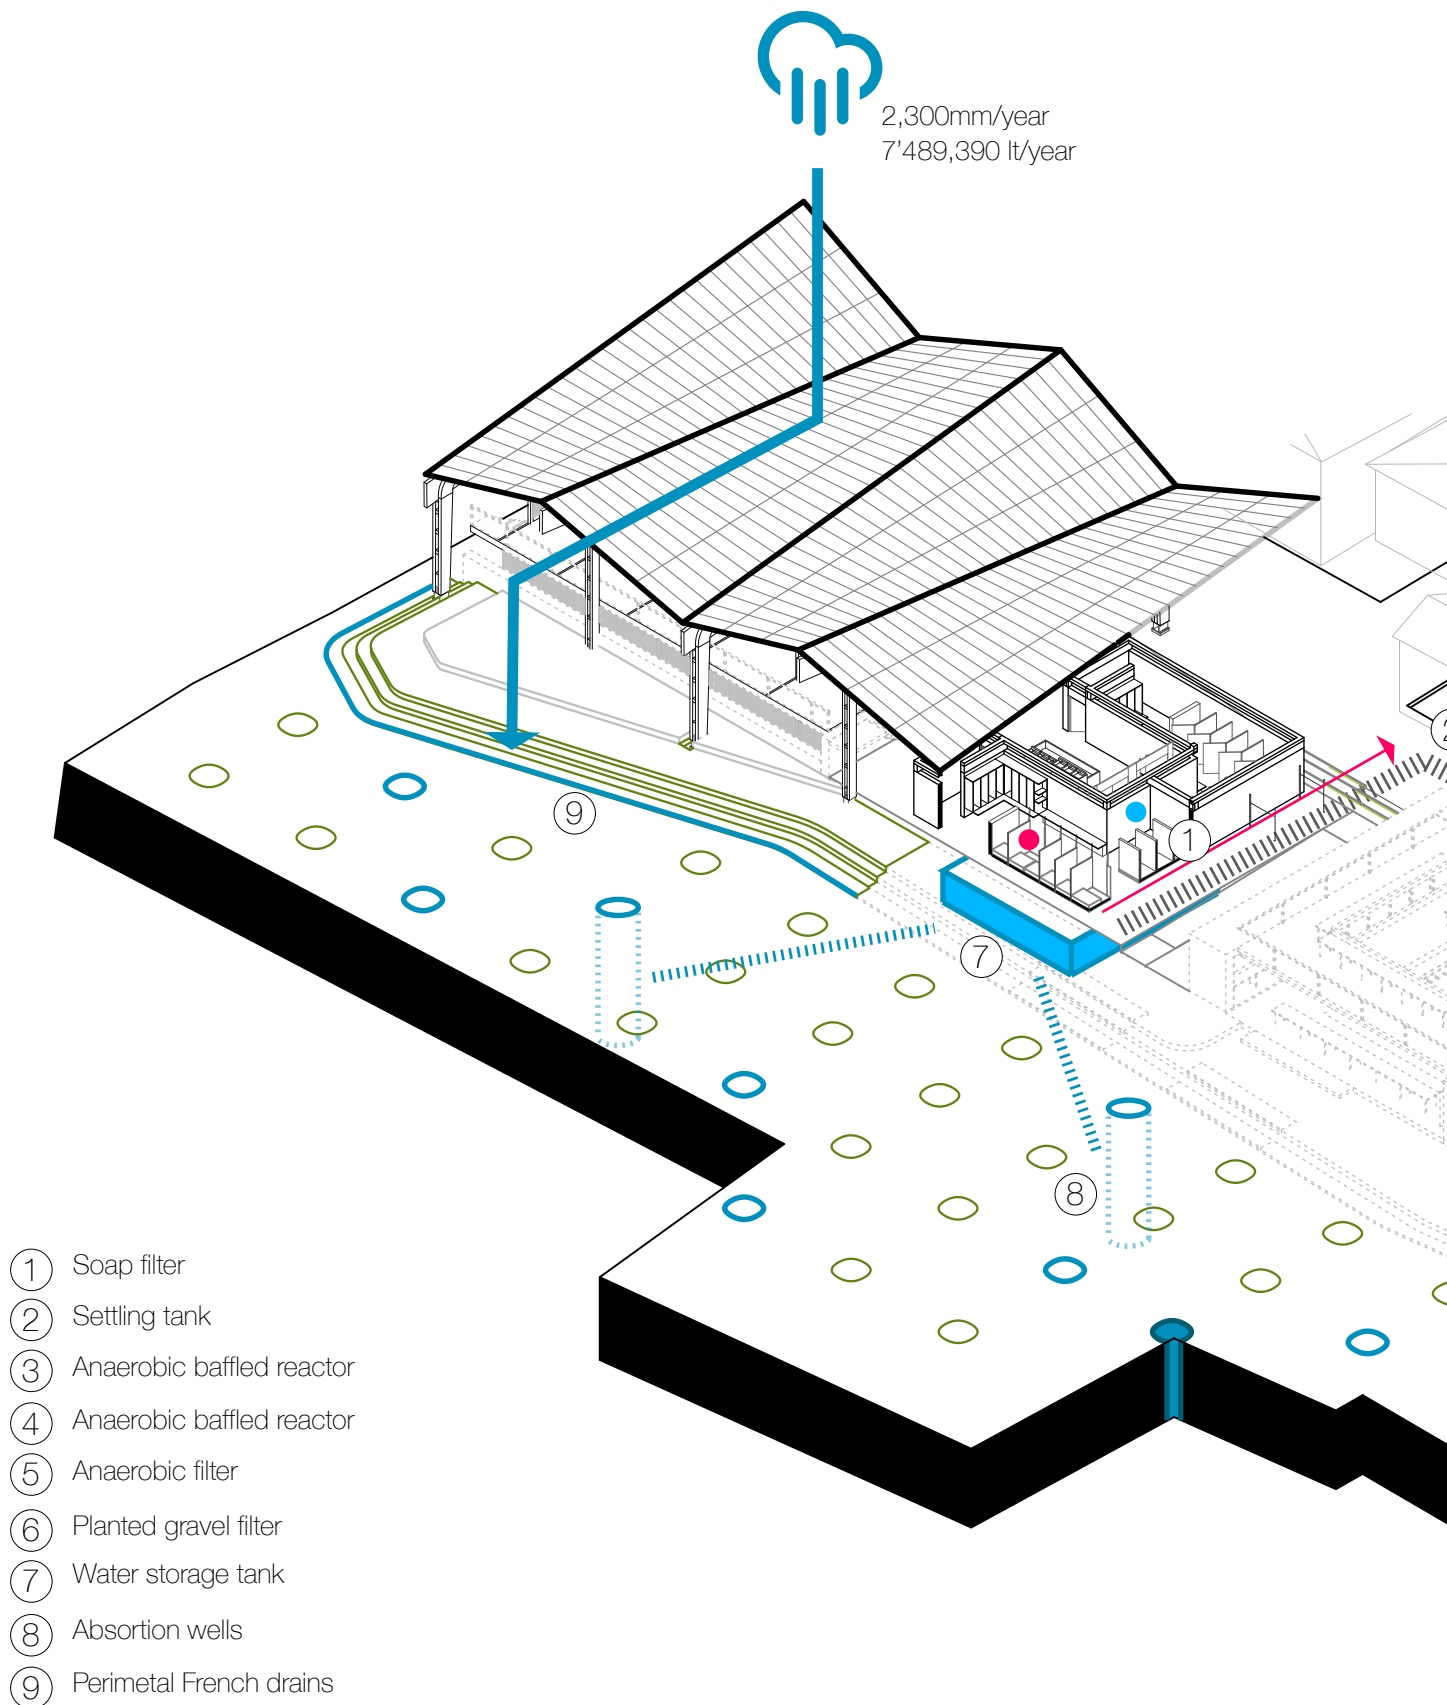 2,300mm/year
7'489,390 lt/year
2
9
1
7
8
1 Soap filter
2 Settling tank
3 Anaerobic baffled reactor
4 Anaerobic baffled reactor
5 Anaerobic filter
6 Planted gravel filter
7 Water storage tank
8 Absortion wells
9 Perimetal French drains